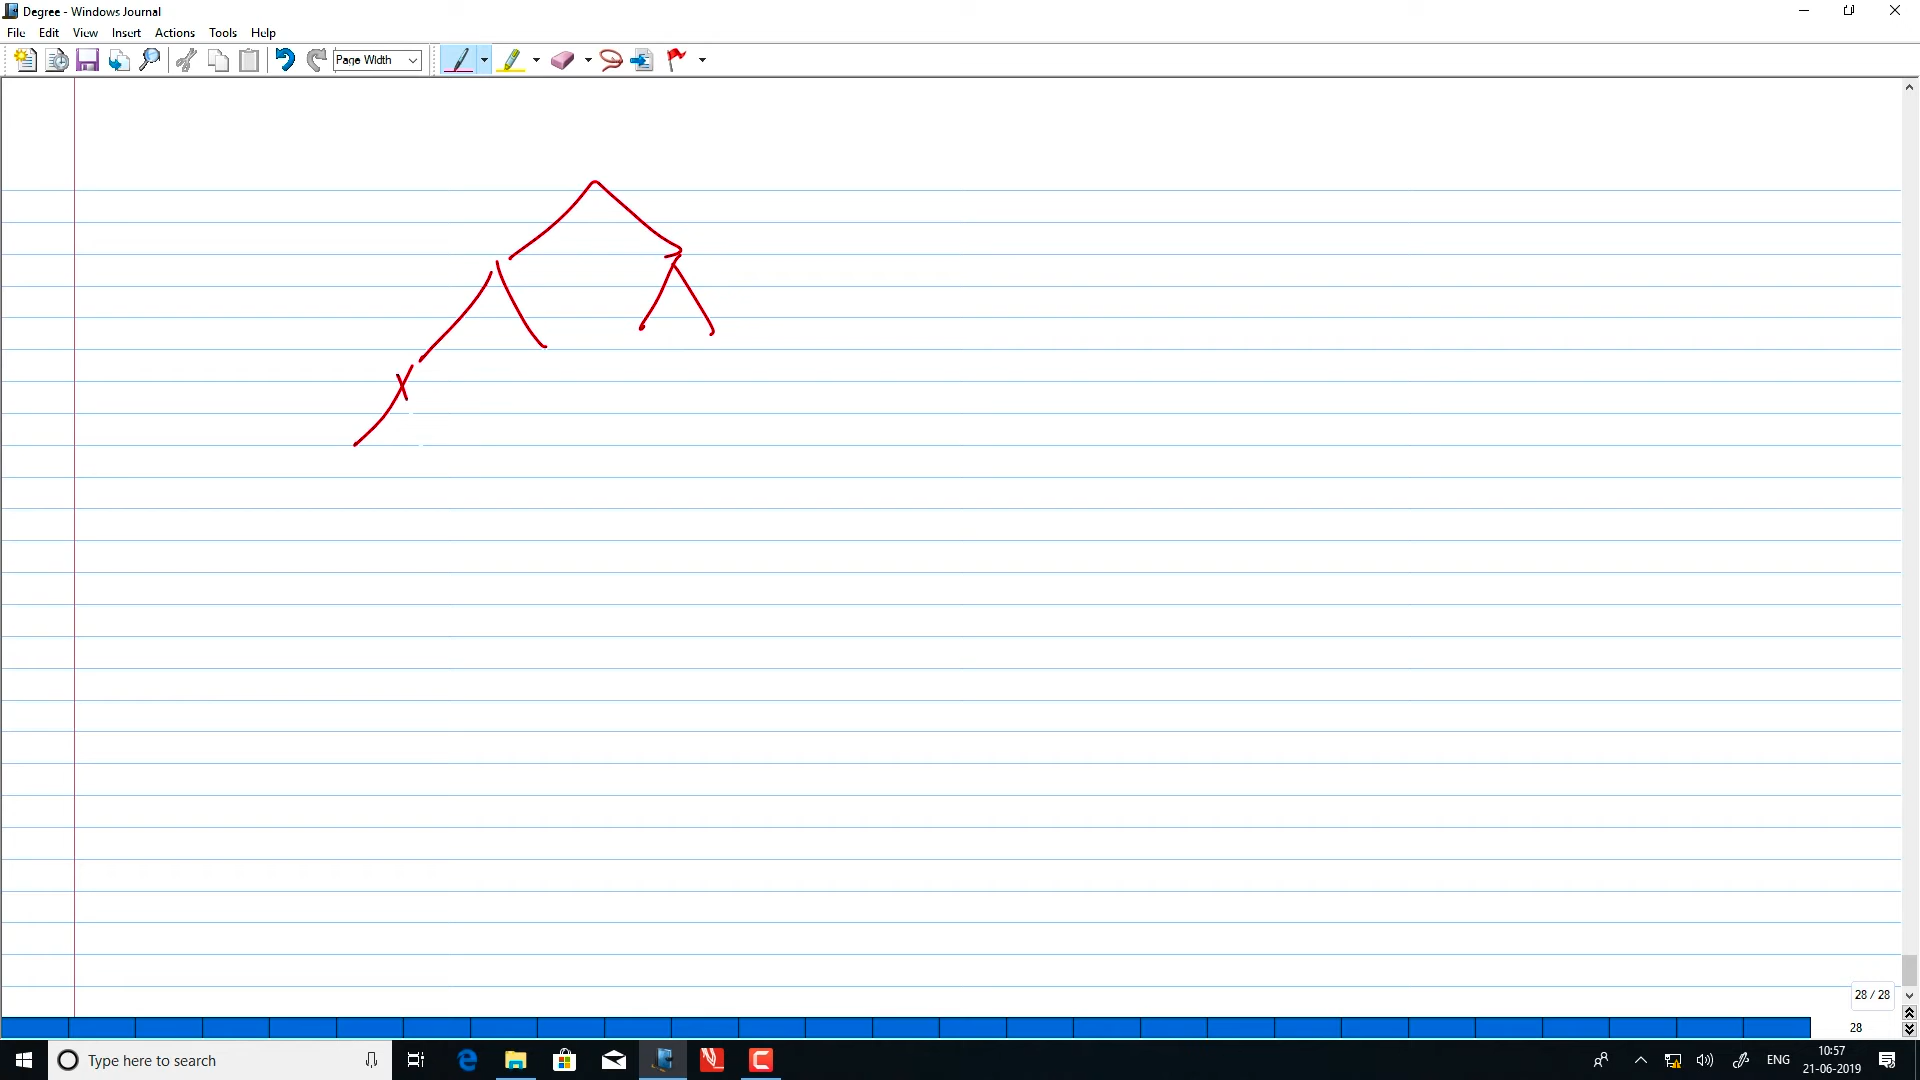 Degree - Windows Journal
File Edit View Insert Actions Tools Help
Page Width
28 / 28
28
Type here to search
ENG
10:57
21-06-2019